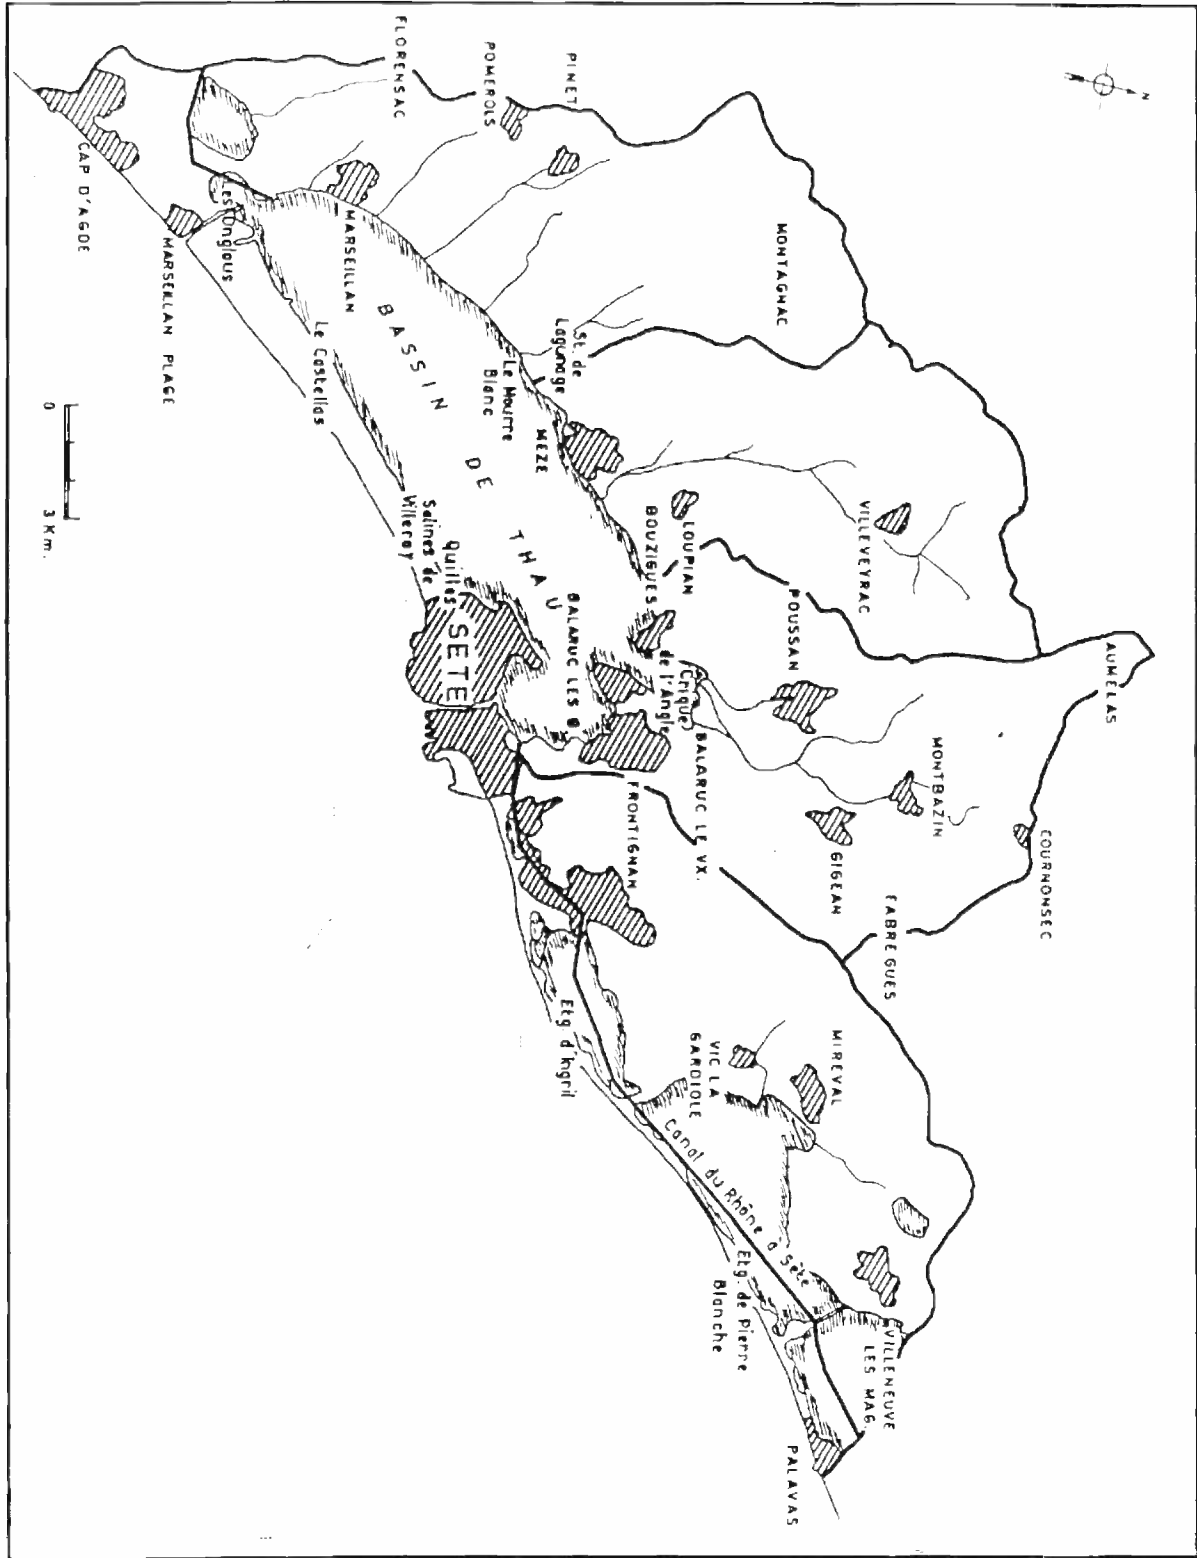 N
FLORENSAC
POMEROLS
PINET
MONTAGNAC
CAP D'AGDE
MARSEILLAN PLAGE
Les Onglous
MARSEILLAN
Le Castellas
BASSIN DE THAU
St. de
Lagunage
Le Mourre
Blanc
MEZE
LOUPIAN
BOUZIGUES
VILLEVEYRAC
POUSSAN
AUMELAS
Salines de
Villeroy
Quilles
SETE
BALARUC LES B
(Crique
de l'Angle)
BALARUC LE VX.
MONTBAZIN
GIGEAN
COURNONSEC
FABREGUES
FRONTIGNAN
Etg. d'Ingril
VIC LA
GARDIOLE
MIREVAL
Canal du Rhône à Sète
Etg. de Pierre
Blanche
VILLENEUVE
LES MAG.
PALAVAS
0 3 Km.